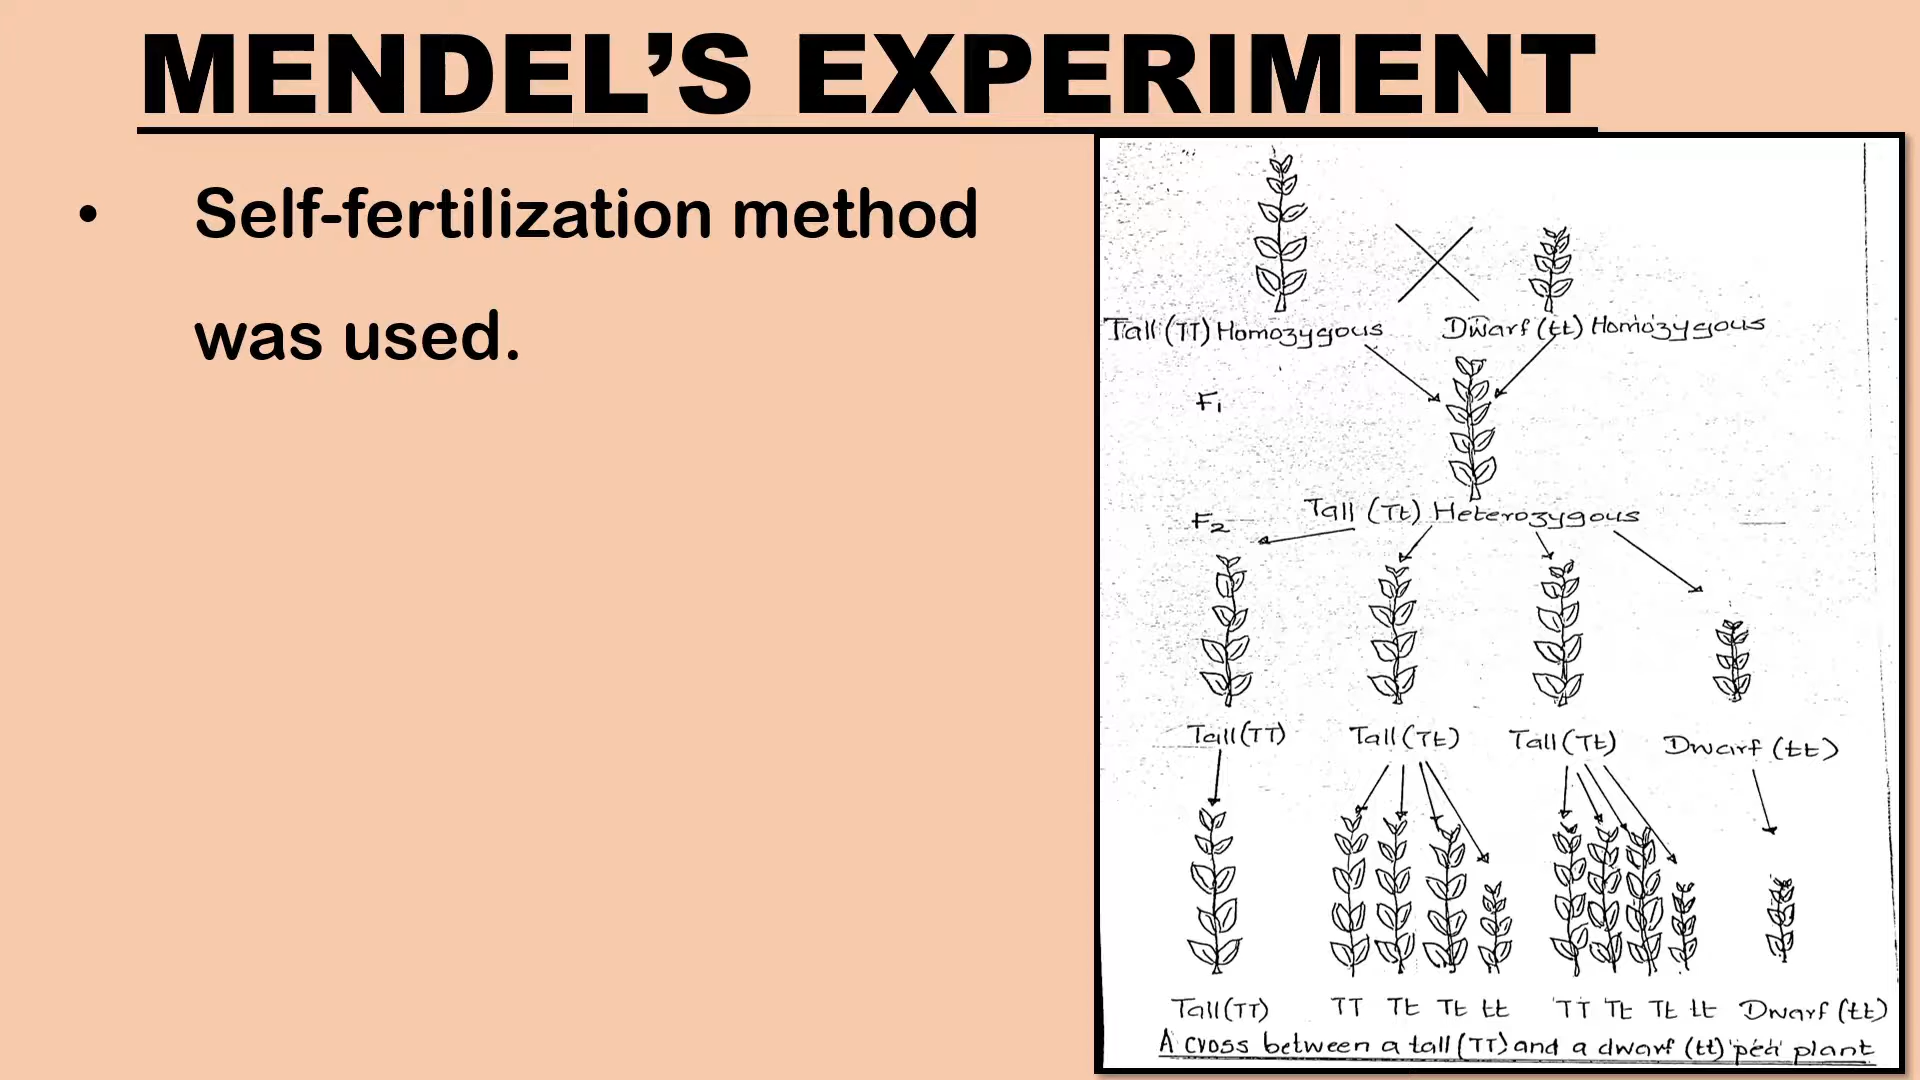 MENDEL’S EXPERIMENT
• Self-fertilization method
was used.
Tall (TT) Homozygous Dwarf (tt) Homozygous
F1
Tall (Tt) Heterozygous
F2
Tall (TT) Tall (Tt) Tall (Tt) Dwarf (tt)
Tall (TT) TT Tt Tt tt TT Tt Tt tt Dwarf (tt)
A cross between a tall (TT) and a dwarf (tt) pea plant